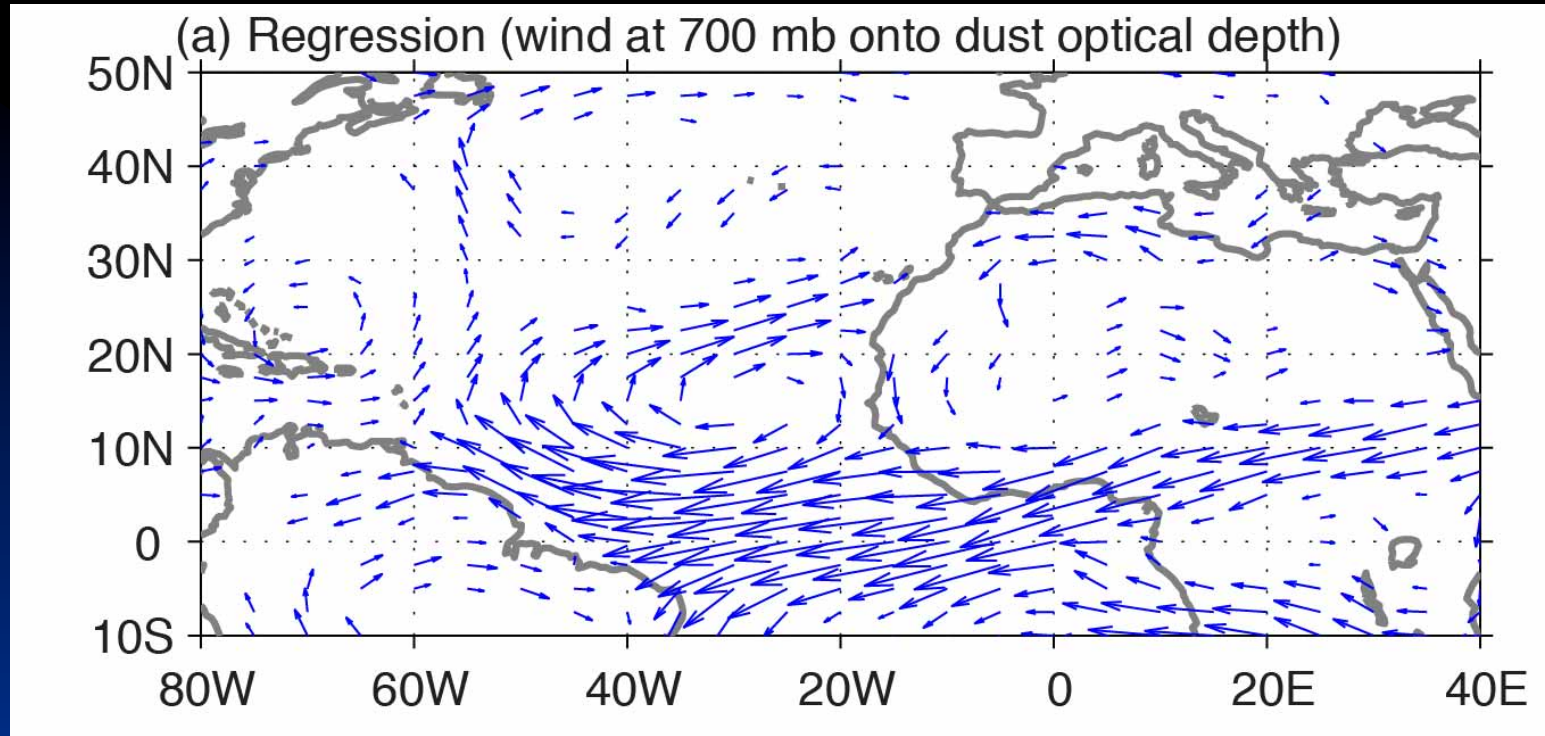 (a) Regression (wind at 700 mb onto dust optical depth)
50N
40N
30N
20N
10N
0
10S
80W 60W 40W 20W 0 20E 40E